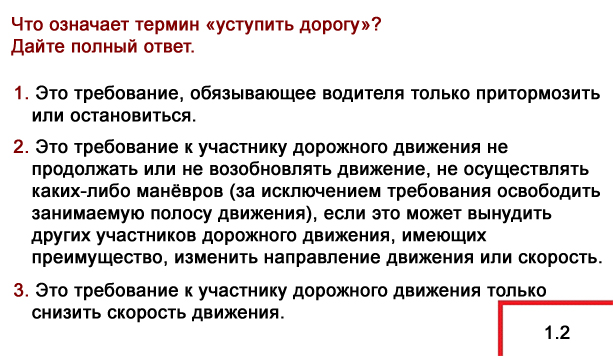 Что означает термин «уступить дорогу»?
Дайте полный ответ.
1. Это требование, обязывающее водителя только притормозить
или остановиться.
2. Это требование к участнику дорожного движения не
продолжать или не возобновлять движение, не осуществлять
каких-либо манёвров (за исключением требования освободить
занимаемую полосу движения), если это может вынудить
других участников дорожного движения, имеющих
преимущество, изменить направление движения или скорость.
3. Это требование к участнику дорожного движения только
снизить скорость движения.
1.2